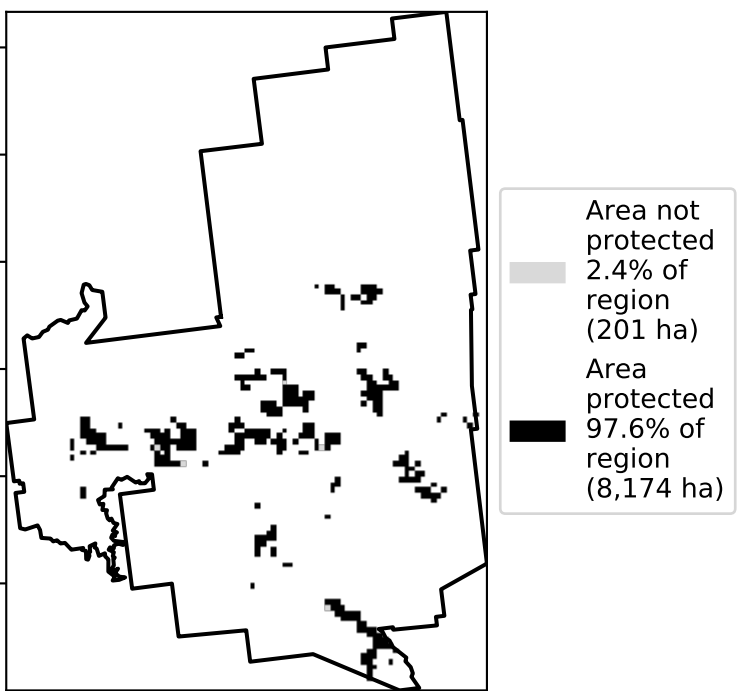 Area not
protected
2.4% of
region
(201 ha)
Area
protected
97.6% of
region
(8,174 ha)